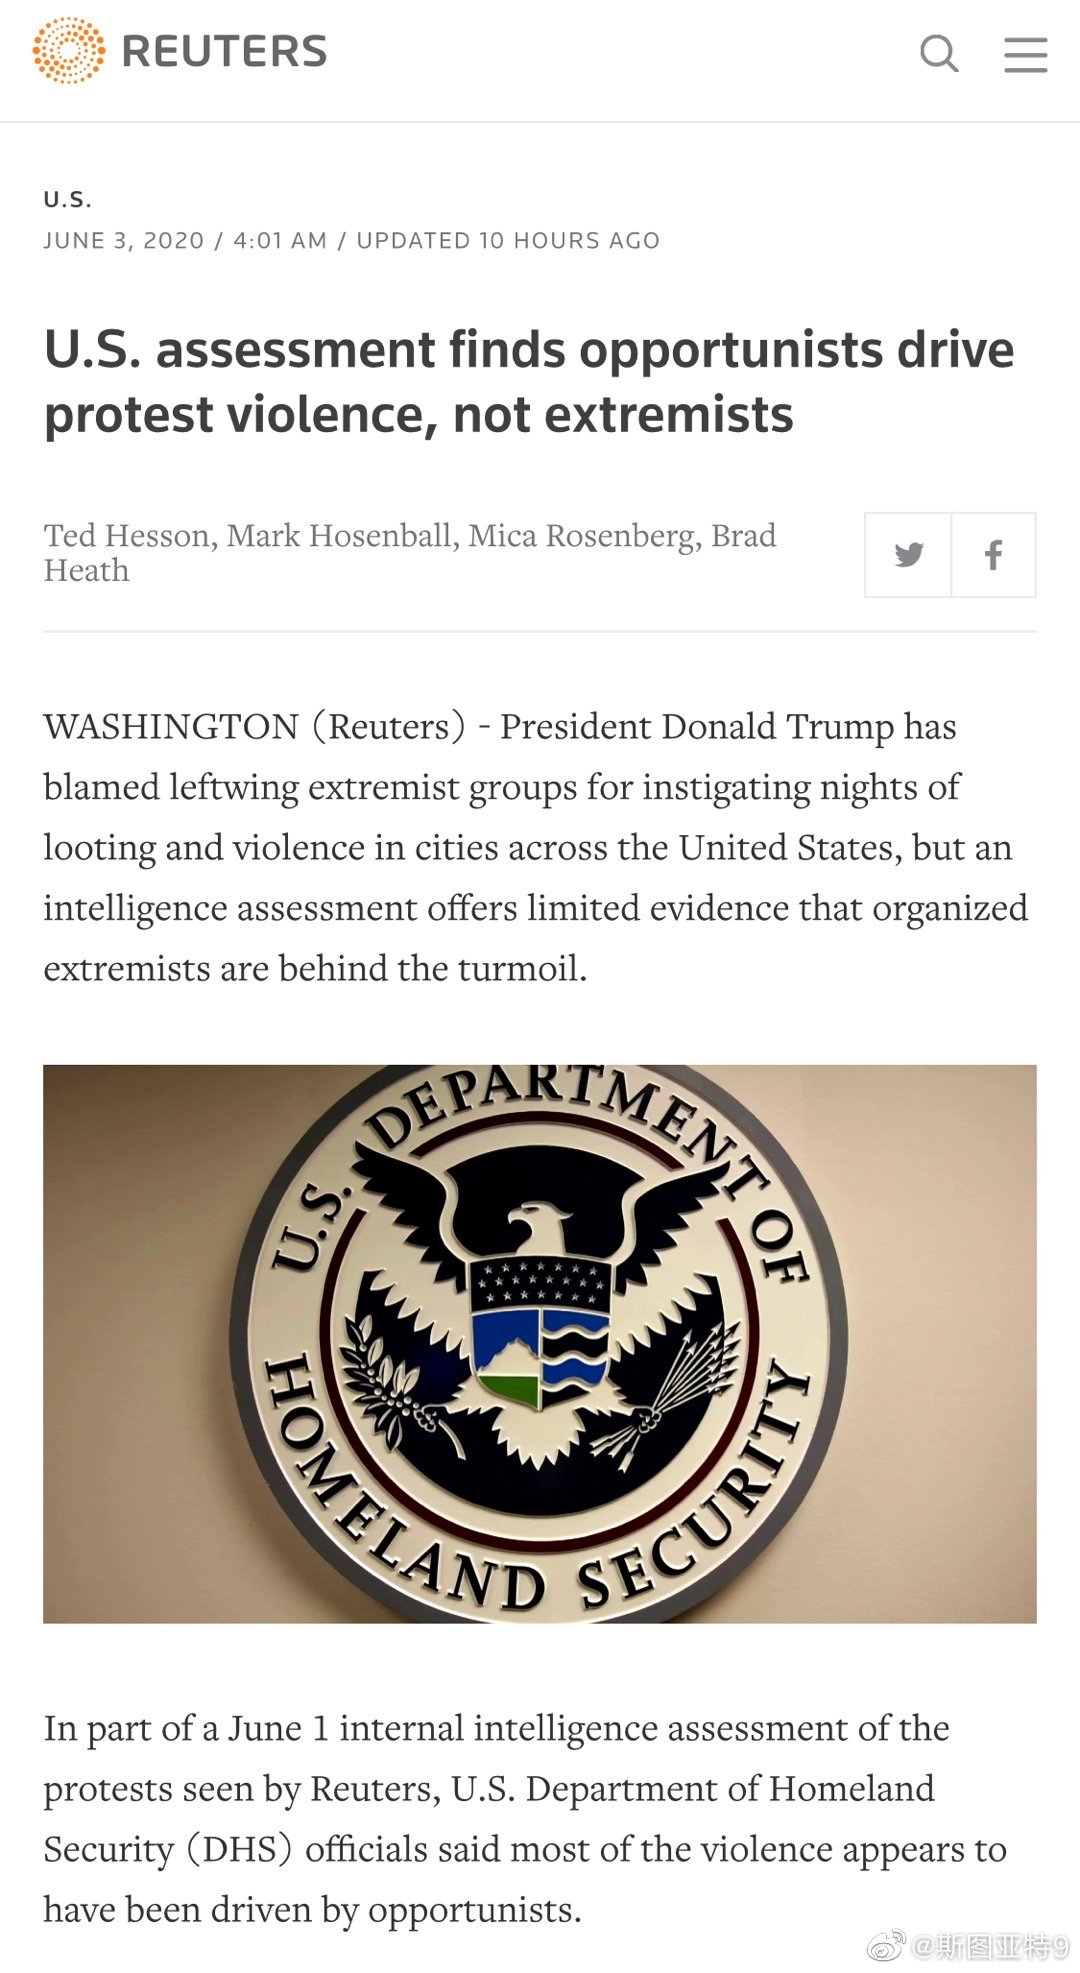 REUTERS
U.S.
JUNE 3, 2020 / 4:01 AM / UPDATED 10 HOURS AGO
U.S. assessment finds opportunists drive
protest violence, not extremists
Ted Hesson, Mark Hosenball, Mica Rosenberg, Brad
Heath
WASHINGTON (Reuters) - President Donald Trump has
blamed leftwing extremist groups for instigating nights of
looting and violence in cities across the United States, but an
intelligence assessment offers limited evidence that organized
extremists are behind the turmoil.
U.S. DEPARTMENT OF
HOMELAND SECURITY
In part of a June 1 internal intelligence assessment of the
protests seen by Reuters, U.S. Department of Homeland
Security (DHS) officials said most of the violence appears to
have been driven by opportunists.
@斯图亚特9